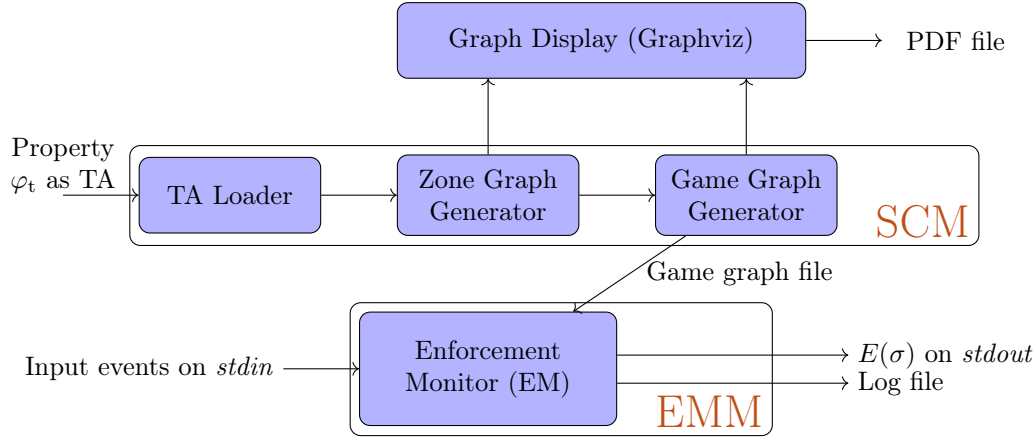 Graph Display (Graphviz)
PDF file
Property
φt as TA
TA Loader
Zone Graph
Generator
Game Graph
Generator
SCM
Game graph file
Input events on stdin
Enforcement
Monitor (EM)
E(σ) on stdout
Log file
EMM